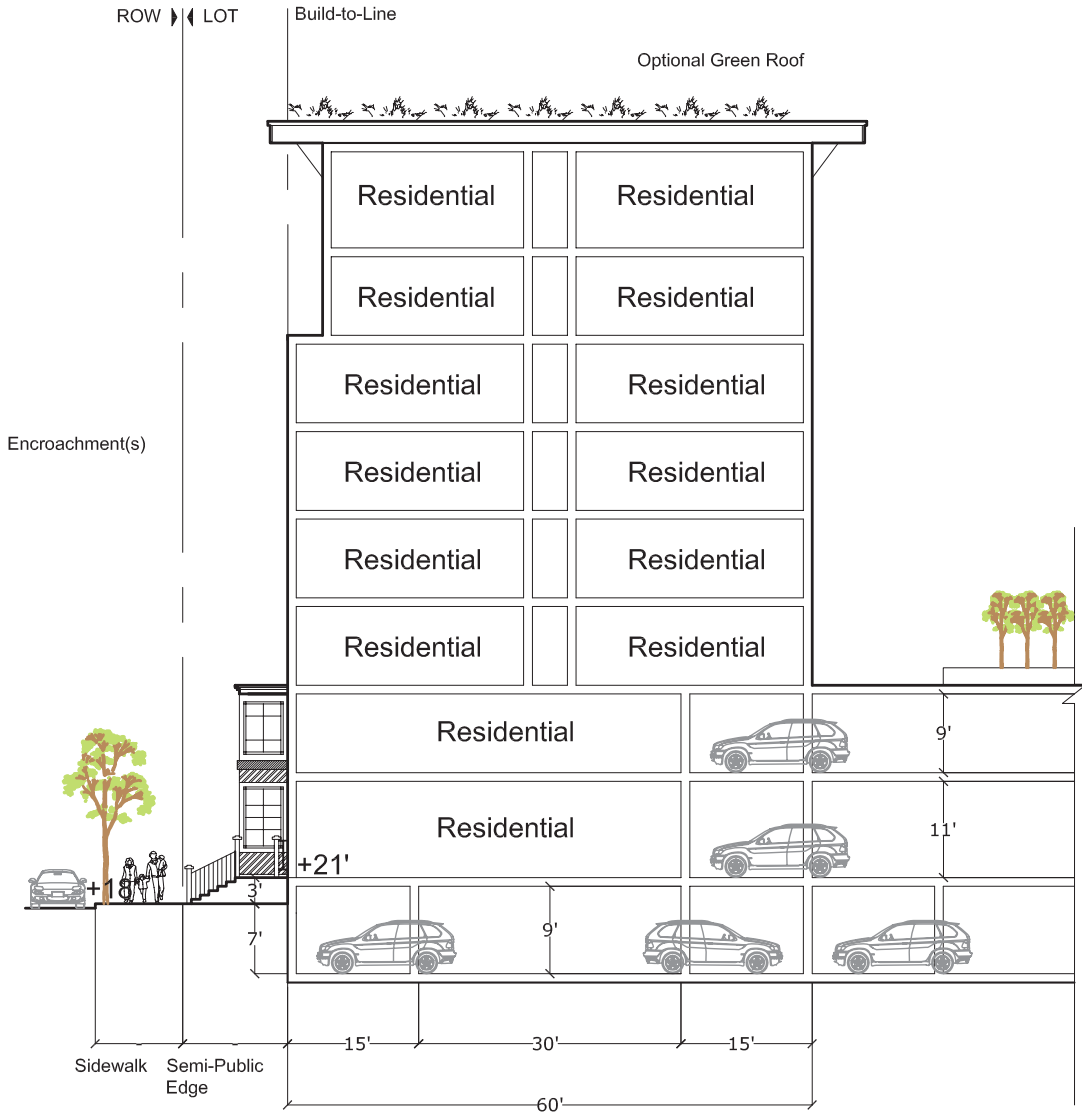 ROW LOT
Build-to-Line
Optional Green Roof
Residential Residential
Residential Residential
Residential Residential
Encroachment(s)
Residential Residential
Residential Residential
Residential Residential
Residential
9'
Residential
11'
+21'
+18
3'
7'
9'
15' 30' 15'
Sidewalk Semi-Public
Edge
60'